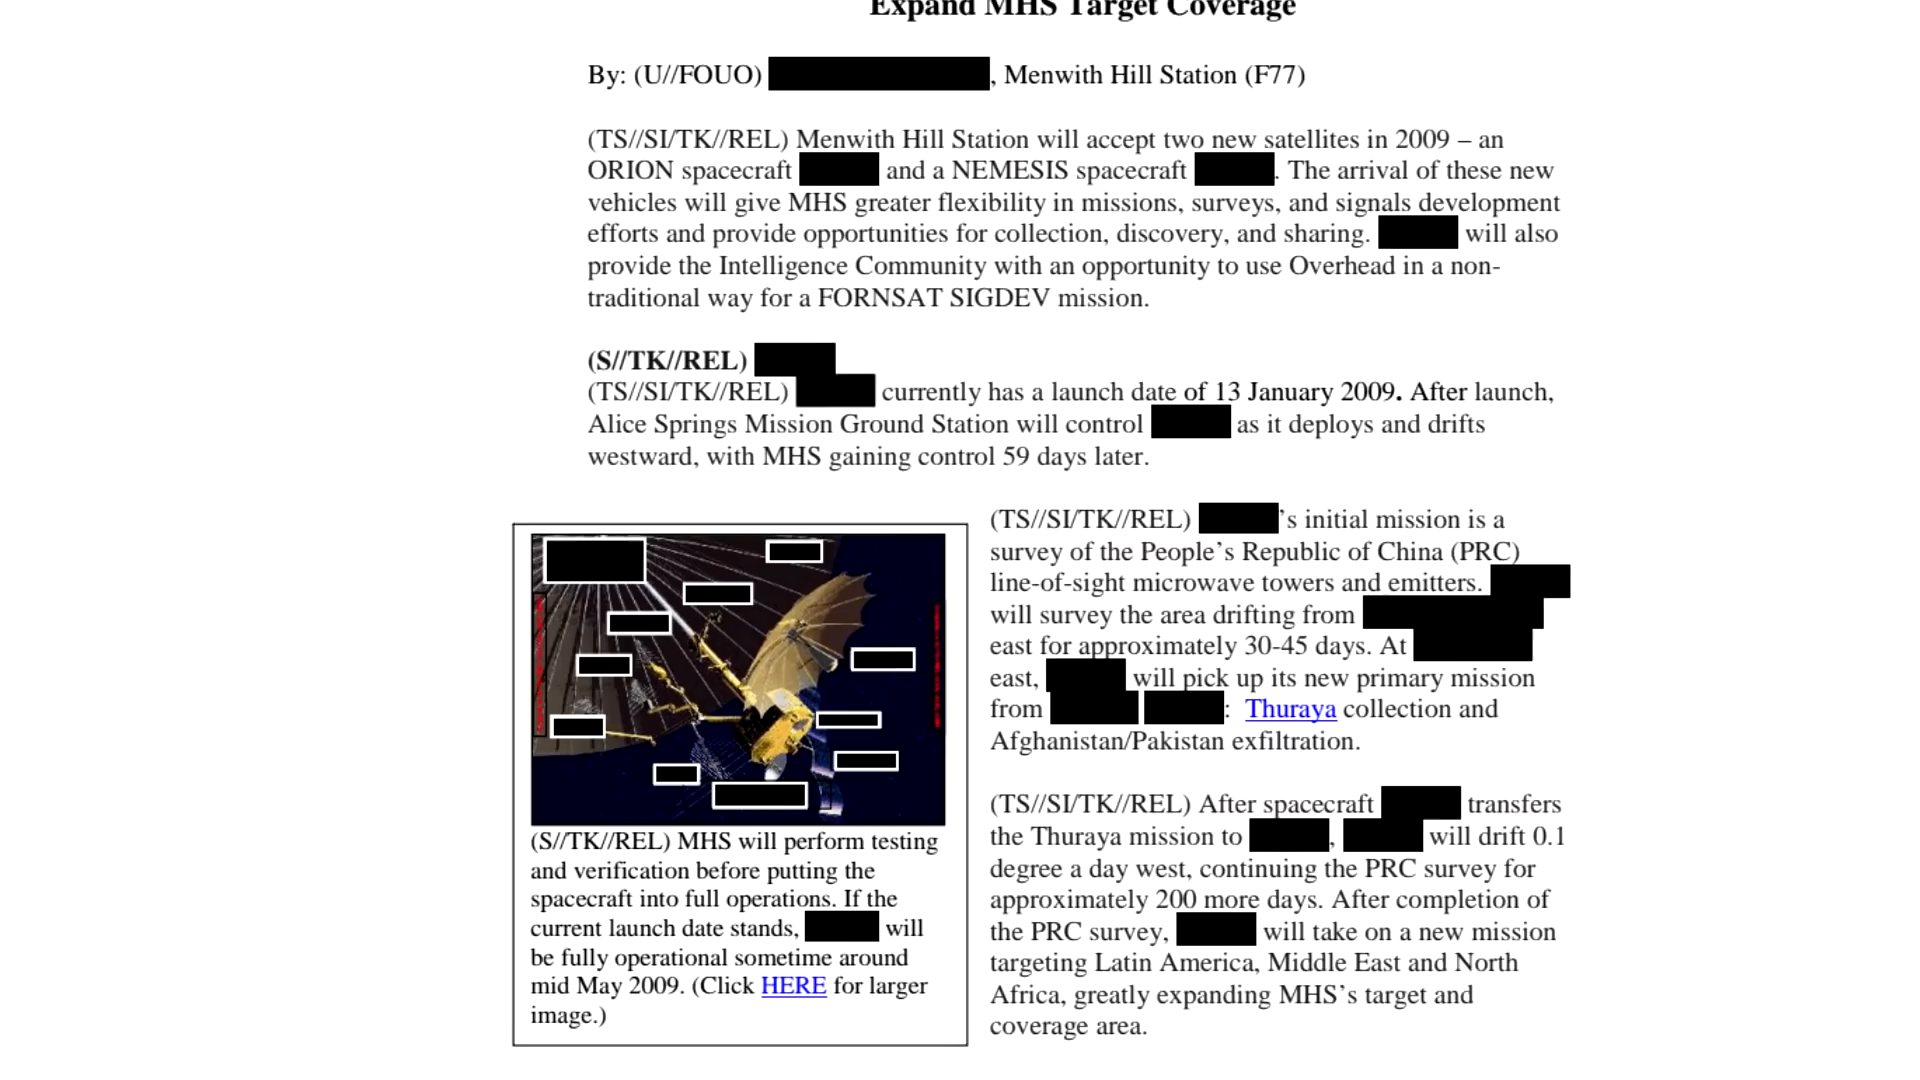 Expand MHS Target Coverage
By: (U//FOUO) , Menwith Hill Station (F77)
(TS//SI/TK//REL) Menwith Hill Station will accept two new satellites in 2009 – an
ORION spacecraft and a NEMESIS spacecraft . The arrival of these new
vehicles will give MHS greater flexibility in missions, surveys, and signals development
efforts and provide opportunities for collection, discovery, and sharing. will also
provide the Intelligence Community with an opportunity to use Overhead in a non-
traditional way for a FORNSAT SIGDEV mission.
(S//TK//REL)
(TS//SI/TK//REL) currently has a launch date of 13 January 2009. After launch,
Alice Springs Mission Ground Station will control as it deploys and drifts
westward, with MHS gaining control 59 days later.
(S//TK//REL) MHS will perform testing
and verification before putting the
spacecraft into full operations. If the
current launch date stands, will
be fully operational sometime around
mid May 2009. (Click HERE for larger
image.)
(TS//SI/TK//REL) 's initial mission is a
survey of the People's Republic of China (PRC)
line-of-sight microwave towers and emitters.
will survey the area drifting from
east for approximately 30-45 days. At
east, will pick up its new primary mission
from : Thuraya collection and
Afghanistan/Pakistan exfiltration.
(TS//SI/TK//REL) After spacecraft transfers
the Thuraya mission to , will drift 0.1
degree a day west, continuing the PRC survey for
approximately 200 more days. After completion of
the PRC survey, will take on a new mission
targeting Latin America, Middle East and North
Africa, greatly expanding MHS's target and
coverage area.